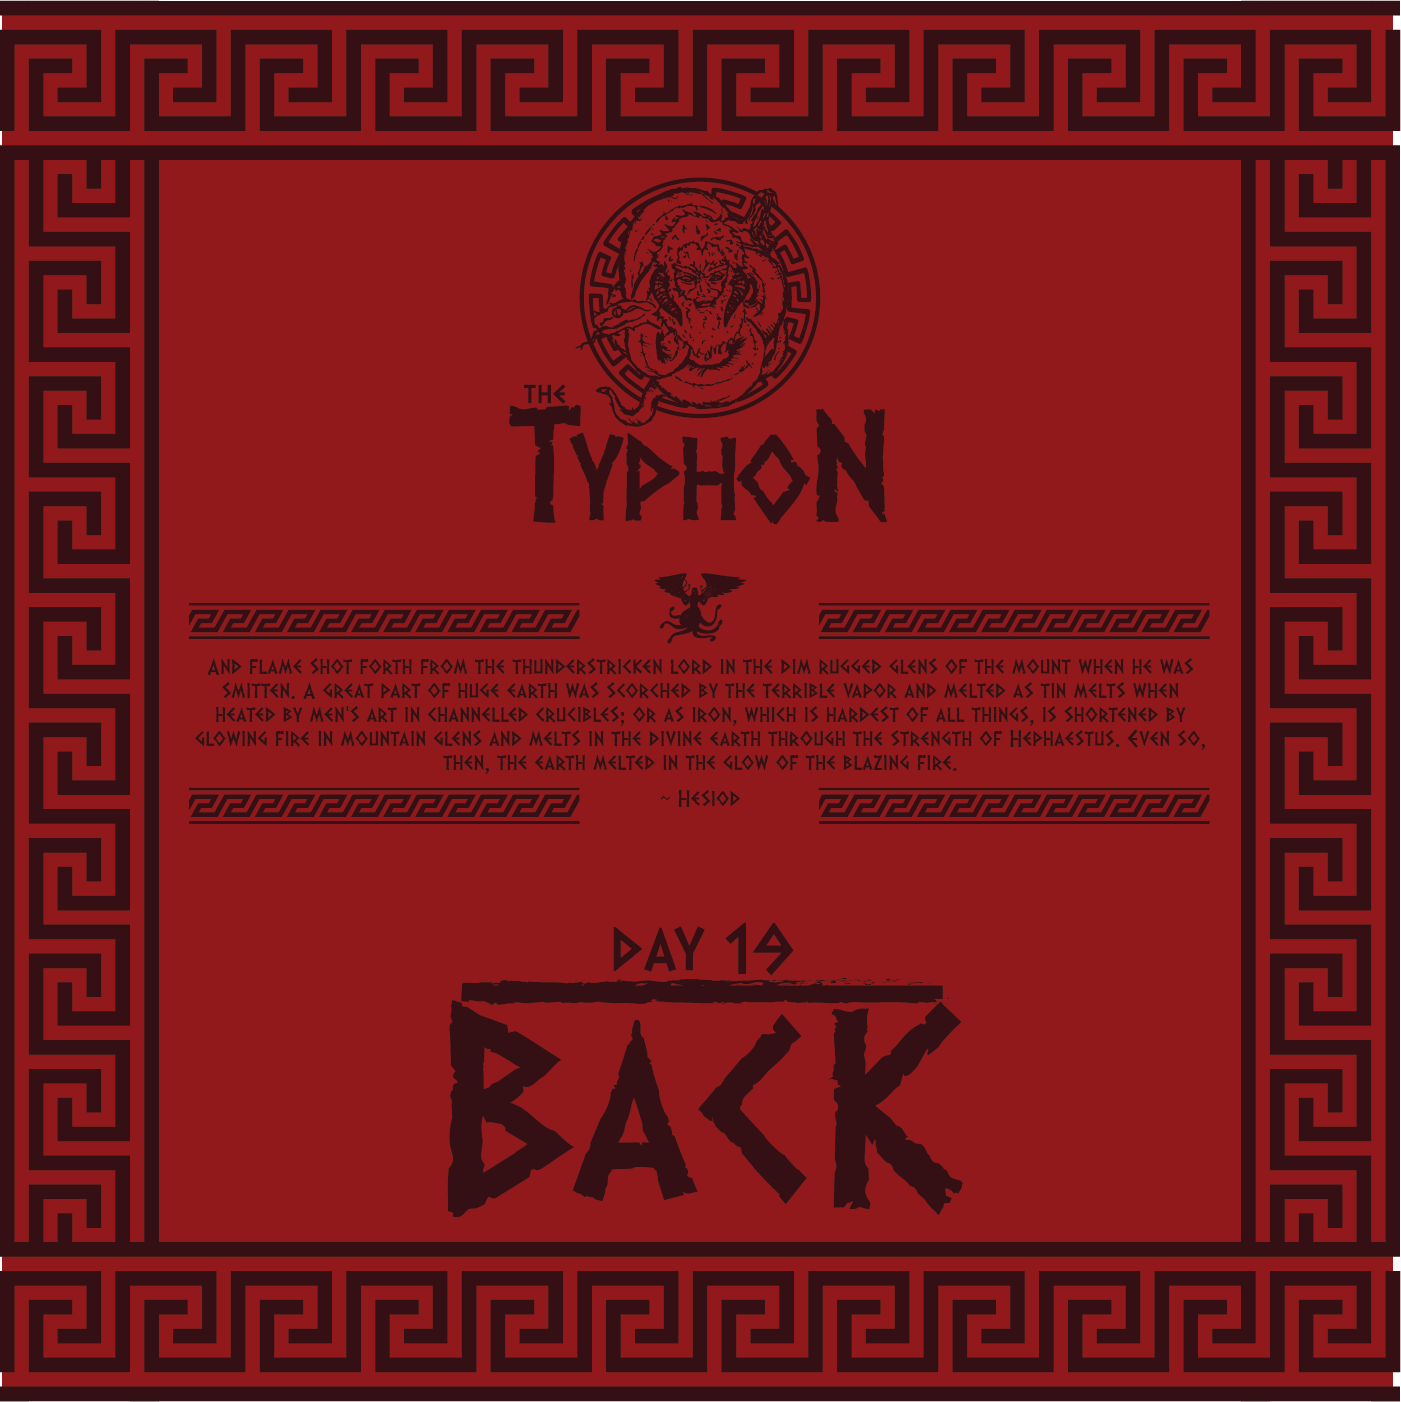 THE
TYPHON
AND FLAME SHOT FORTH FROM THE THUNDERSTRICKEN LORD IN THE DIM RUGGED GLENS OF THE MOUNT WHEN HE WAS
SMITTEN. A GREAT PART OF HUGE EARTH WAS SCORCHED BY THE TERRIBLE VAPOR AND MELTED AS TIN MELTS WHEN
HEATED BY MEN'S ART IN CHANNELLED CRUCIBLES; OR AS IRON, WHICH IS HARDEST OF ALL THINGS, IS SHORTENED BY
GLOWING FIRE IN MOUNTAIN GLENS AND MELTS IN THE DIVINE EARTH THROUGH THE STRENGTH OF HEPHAESTUS. EVEN SO,
THEN, THE EARTH MELTED IN THE GLOW OF THE BLAZING FIRE.
~ HESIOD
DAY 19
BACK